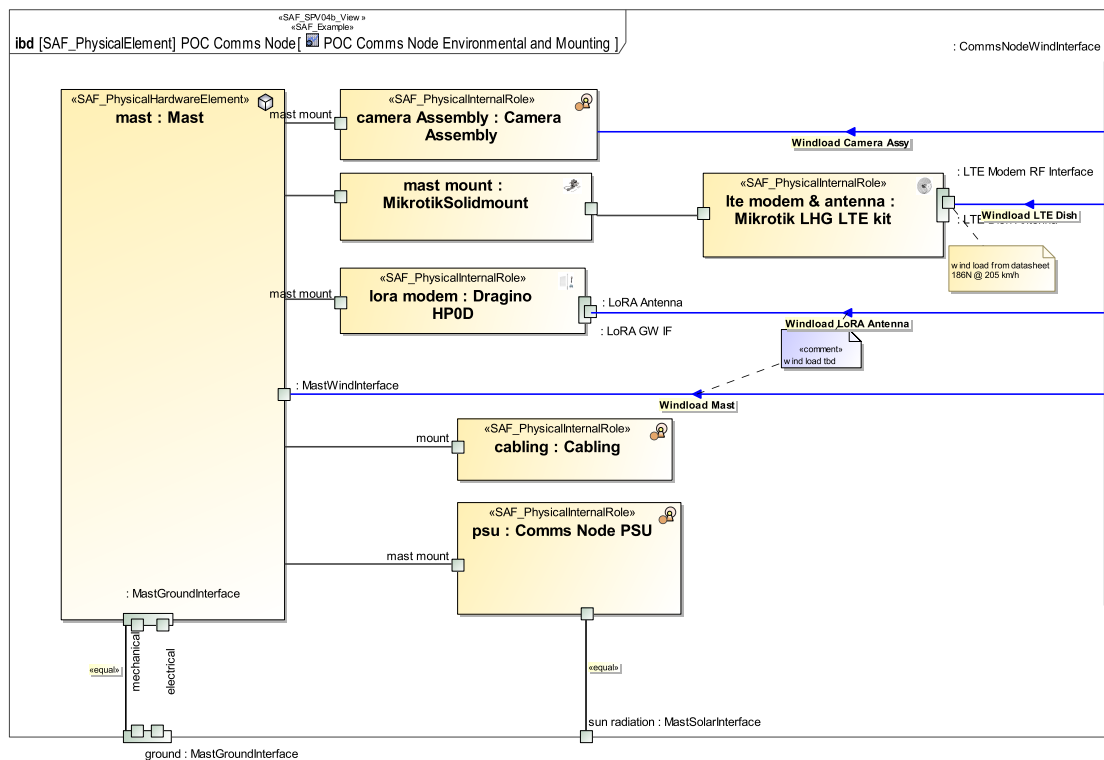 «SAF_SPV04b_View »
«SAF_Example»
ibd [SAF_PhysicalElement] POC Comms Node[ POC Comms Node Environmental and Mounting ]
: CommsNodeWindInterface
«SAF_PhysicalHardwareElement»
mast : Mast
mast mount
«SAF_PhysicalInternalRole»
camera Assembly : Camera
Assembly
Windload Camera Assy
mast mount :
MikrotikSolidmount
«SAF_PhysicalInternalRole»
lte modem & antenna :
Mikrotik LHG LTE kit
: LTE Modem RF Interface
Windload LTE Dish
wind load from datasheet
186N @ 205 km/h
mast mount
«SAF_PhysicalInternalRole»
lora modem : Dragino
HP0D
: LoRA Antenna
: LoRA GW IF
Windload LoRA Antenna
«comment»
wind load tbd
: MastWindInterface
Windload Mast
mount
«SAF_PhysicalInternalRole»
cabling : Cabling
mast mount
«SAF_PhysicalInternalRole»
psu : Comms Node PSU
: MastGroundInterface
mechanical
electrical
«equal»
«equal»
sun radiation : MastSolarInterface
ground : MastGroundInterface